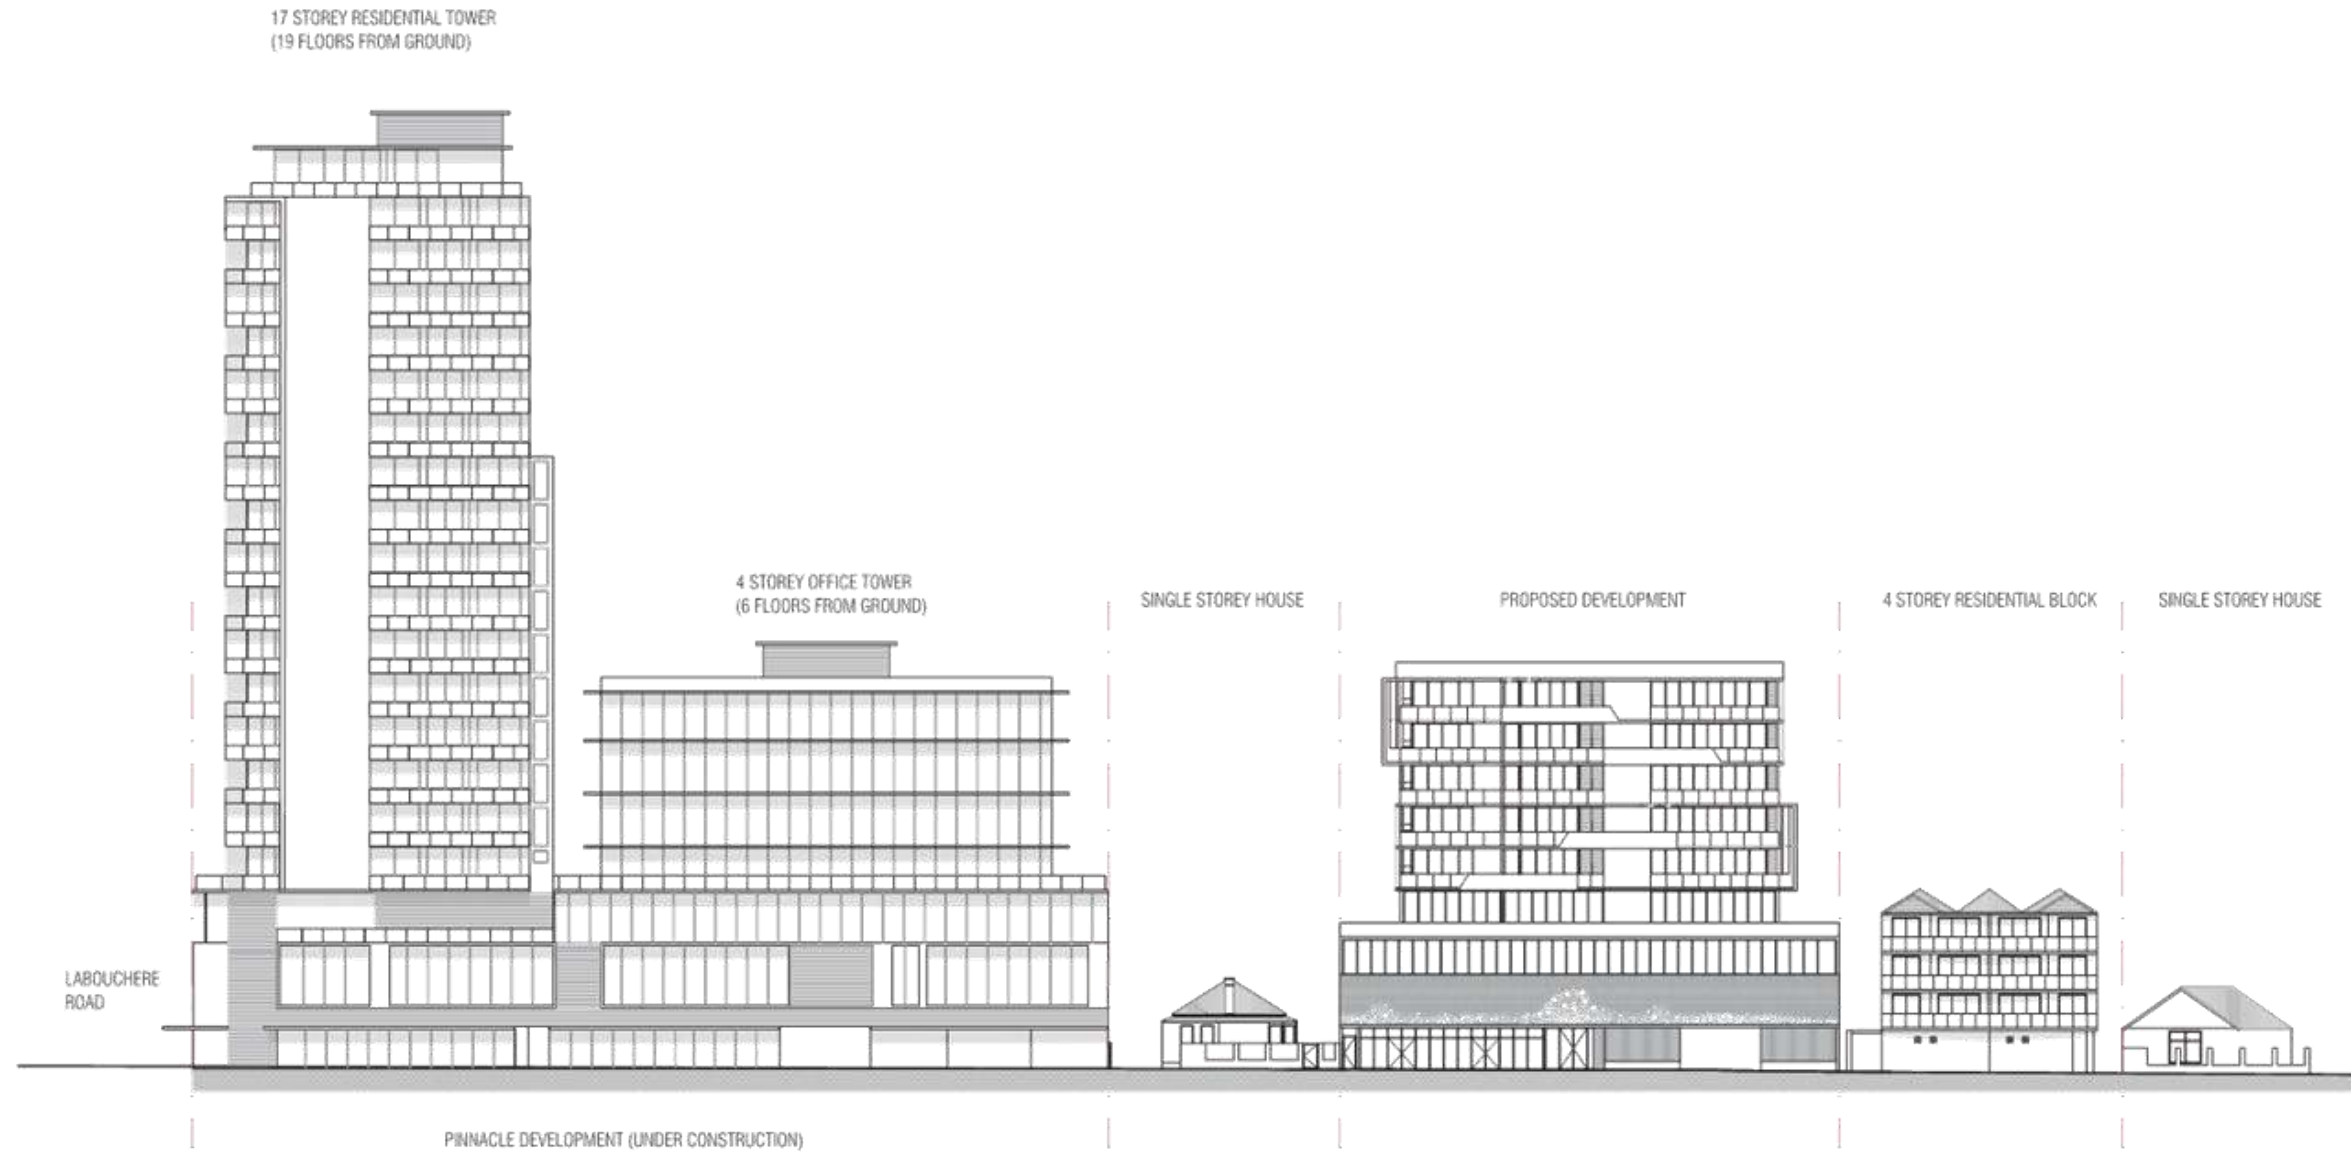 17 STOREY RESIDENTIAL TOWER
(19 FLOORS FROM GROUND)
4 STOREY OFFICE TOWER
(6 FLOORS FROM GROUND)
SINGLE STOREY HOUSE
PROPOSED DEVELOPMENT
4 STOREY RESIDENTIAL BLOCK
SINGLE STOREY HOUSE
LABOUCHERE
ROAD
PINNACLE DEVELOPMENT (UNDER CONSTRUCTION)